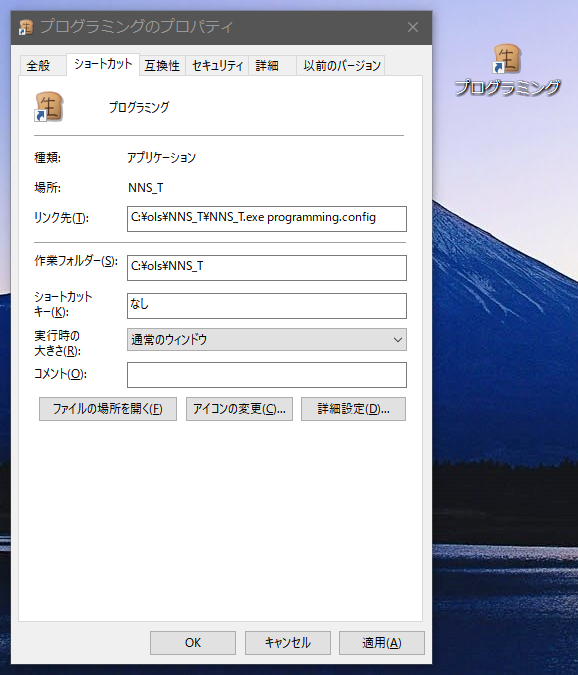 プログラミングのプロパティ
全般 ショートカット 互換性 セキュリティ 詳細 以前のバージョン
生 プログラミング
種類: アプリケーション
場所: NNS_T
リンク先(T): C:¥ols¥NNS_T¥NNS_T.exe programming.config
作業フォルダー(S): C:¥ols¥NNS_T
ショートカット
キー(K): なし
実行時の
大きさ(R): 通常のウィンドウ
コメント(O):
ファイルの場所を開く(F) アイコンの変更(C)... 詳細設定(D)...
OK キャンセル 適用(A)
生
プログラミング